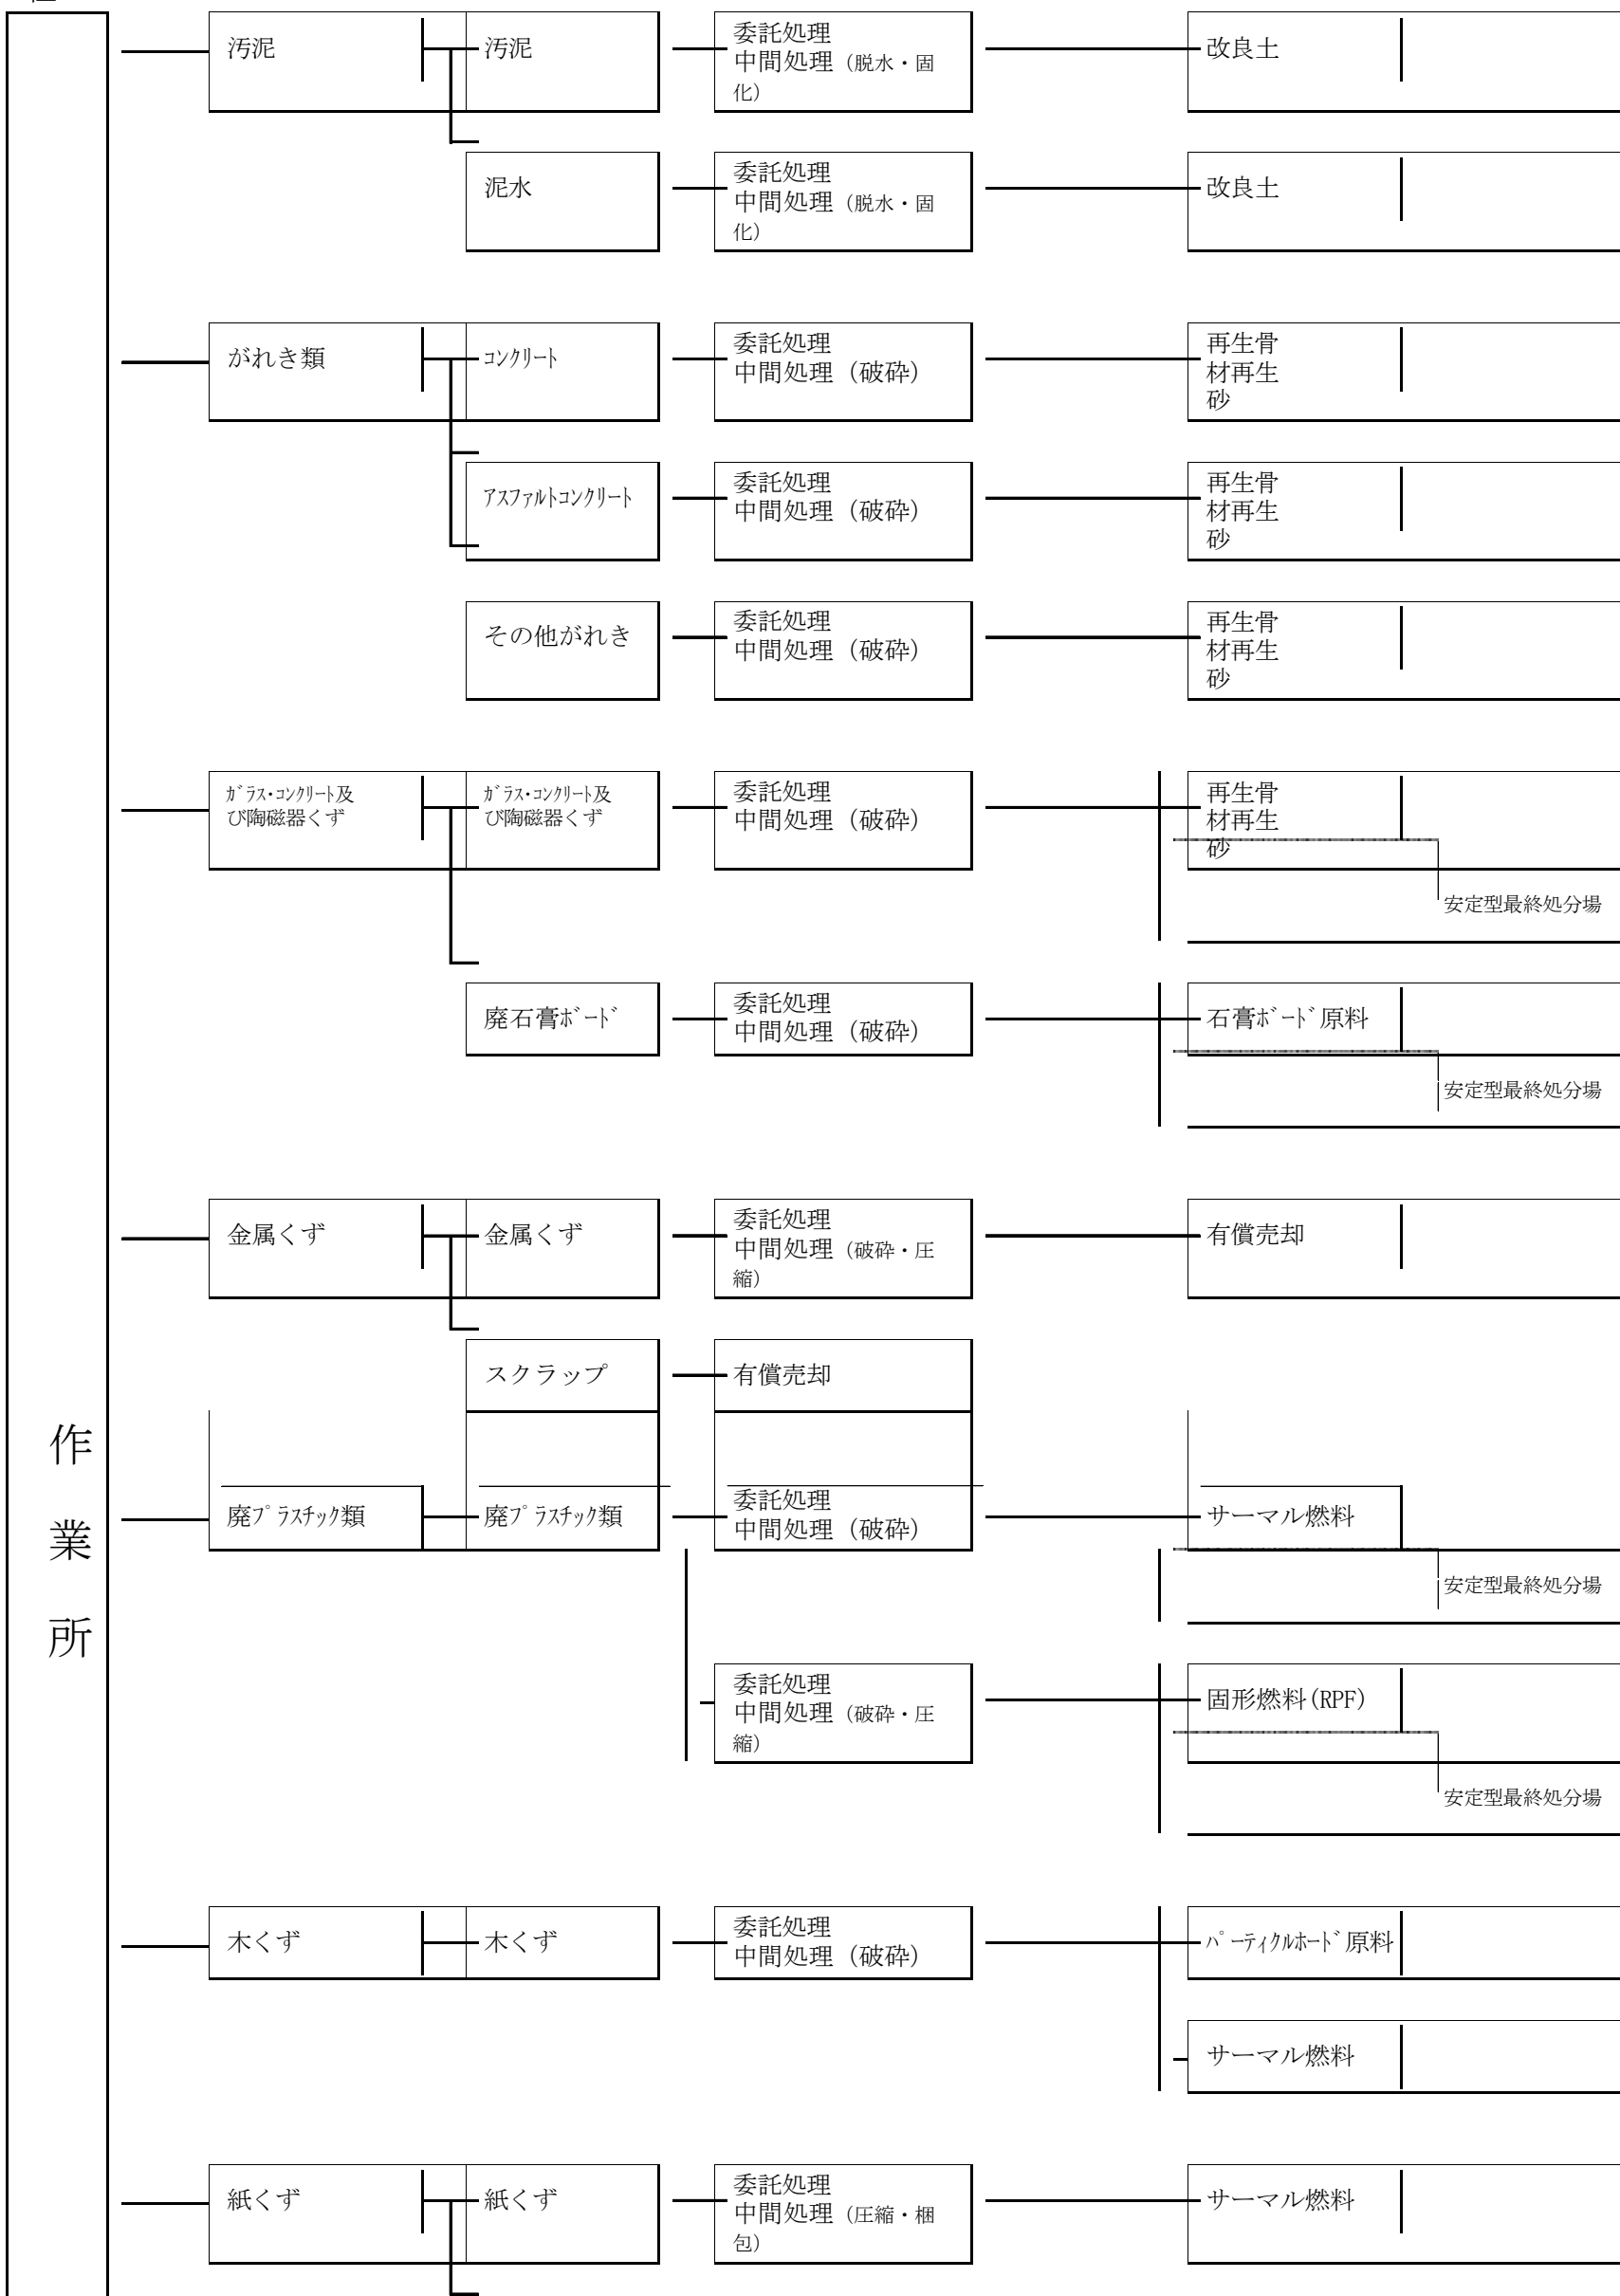 汚泥
汚泥
委託処理
中間処理（脱水・固
化）
改良土
泥水
委託処理
中間処理（脱水・固
化）
改良土
がれき類
ｺﾝｸﾘｰﾄ
委託処理
中間処理（破砕）
再生骨
材再生
砂
ｱｽﾌｧﾙﾄｺﾝｸﾘｰﾄ
委託処理
中間処理（破砕）
再生骨
材再生
砂
その他がれき
委託処理
中間処理（破砕）
再生骨
材再生
砂
ｶﾞﾗｽ・ｺﾝｸﾘｰﾄ及
び陶磁器くず
ｶﾞﾗｽ・ｺﾝｸﾘｰﾄ及
び陶磁器くず
委託処理
中間処理（破砕）
再生骨
材再生
砂
安定型最終処分場
廃石膏ﾎﾞｰﾄﾞ
委託処理
中間処理（破砕）
石膏ﾎﾞｰﾄﾞ原料
安定型最終処分場
金属くず
金属くず
委託処理
中間処理（破砕・圧
縮）
有償売却
スクラップ
有償売却
廃ﾌﾟﾗｽﾁｯｸ類
廃ﾌﾟﾗｽﾁｯｸ類
委託処理
中間処理（破砕）
サーマル燃料
安定型最終処分場
委託処理
中間処理（破砕・圧
縮）
固形燃料(RPF)
安定型最終処分場
木くず
木くず
委託処理
中間処理（破砕）
ﾊﾟｰﾃｨｸﾙﾎｰﾄﾞ原料
サーマル燃料
紙くず
紙くず
委託処理
中間処理（圧縮・梱
包）
サーマル燃料
作
業
所